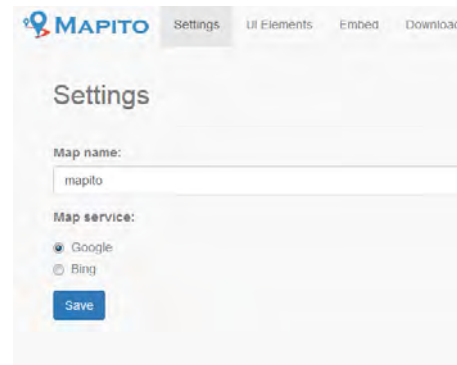 MAPITO Settings UI Elements Embed Download
Settings
Map name:
mapito
Map service:
Google
Bing
Save